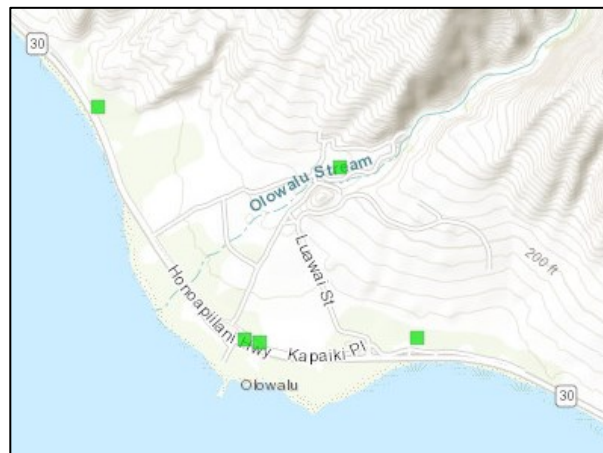 30
Olowalu Stream
Luawai St
200 ft
Honoapiilani Hwy
Kapaiki Pl
Olowalu
30